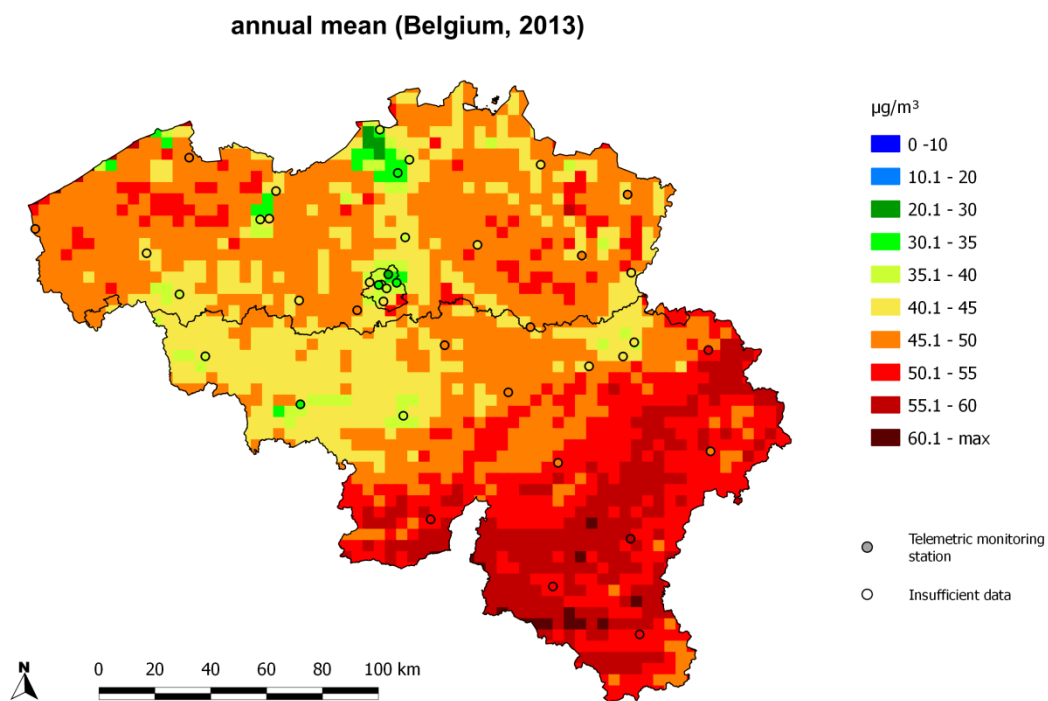 annual mean (Belgium, 2013)
µg/m³
0 -10
10.1 - 20
20.1 - 30
30.1 - 35
35.1 - 40
40.1 - 45
45.1 - 50
50.1 - 55
55.1 - 60
60.1 - max
Telemetric monitoring
station
Insufficient data
N
0 20 40 60 80 100 km